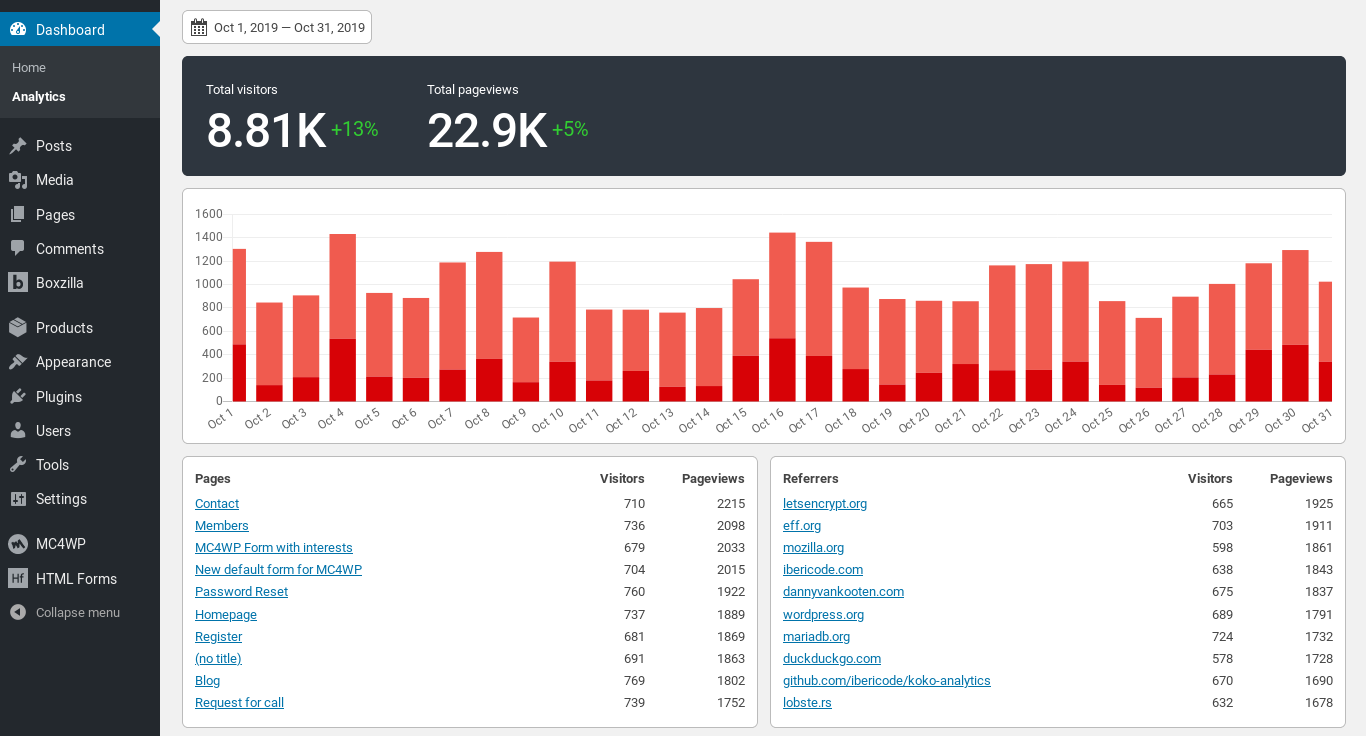 Dashboard
Home
Analytics
Posts
Media
Pages
Comments
Boxzilla
Products
Appearance
Plugins
Users
Tools
Settings
MC4WP
Hf HTML Forms
Collapse menu
Oct 1, 2019 — Oct 31, 2019
Total visitors
8.81K +13%
Total pageviews
22.9K +5%
1600
1400
1200
1000
800
600
400
200
0
Oct 1 Oct 2 Oct 3 Oct 4 Oct 5 Oct 6 Oct 7 Oct 8 Oct 9 Oct 10 Oct 11 Oct 12 Oct 13 Oct 14 Oct 15 Oct 16 Oct 17 Oct 18 Oct 19 Oct 20 Oct 21 Oct 22 Oct 23 Oct 24 Oct 25 Oct 26 Oct 27 Oct 28 Oct 29 Oct 30 Oct 31
Pages Visitors Pageviews
Contact 710 2215
Members 736 2098
MC4WP Form with interests 679 2033
New default form for MC4WP 704 2015
Password Reset 760 1922
Homepage 737 1889
Register 681 1869
(no title) 691 1863
Blog 769 1802
Request for call 739 1752
Referrers Visitors Pageviews
letsencrypt.org 665 1925
eff.org 703 1911
mozilla.org 598 1861
ibericode.com 638 1843
dannyvankooten.com 675 1837
wordpress.org 689 1791
mariadb.org 724 1732
duckduckgo.com 578 1728
github.com/ibericode/koko-analytics 670 1690
lobste.rs 632 1678